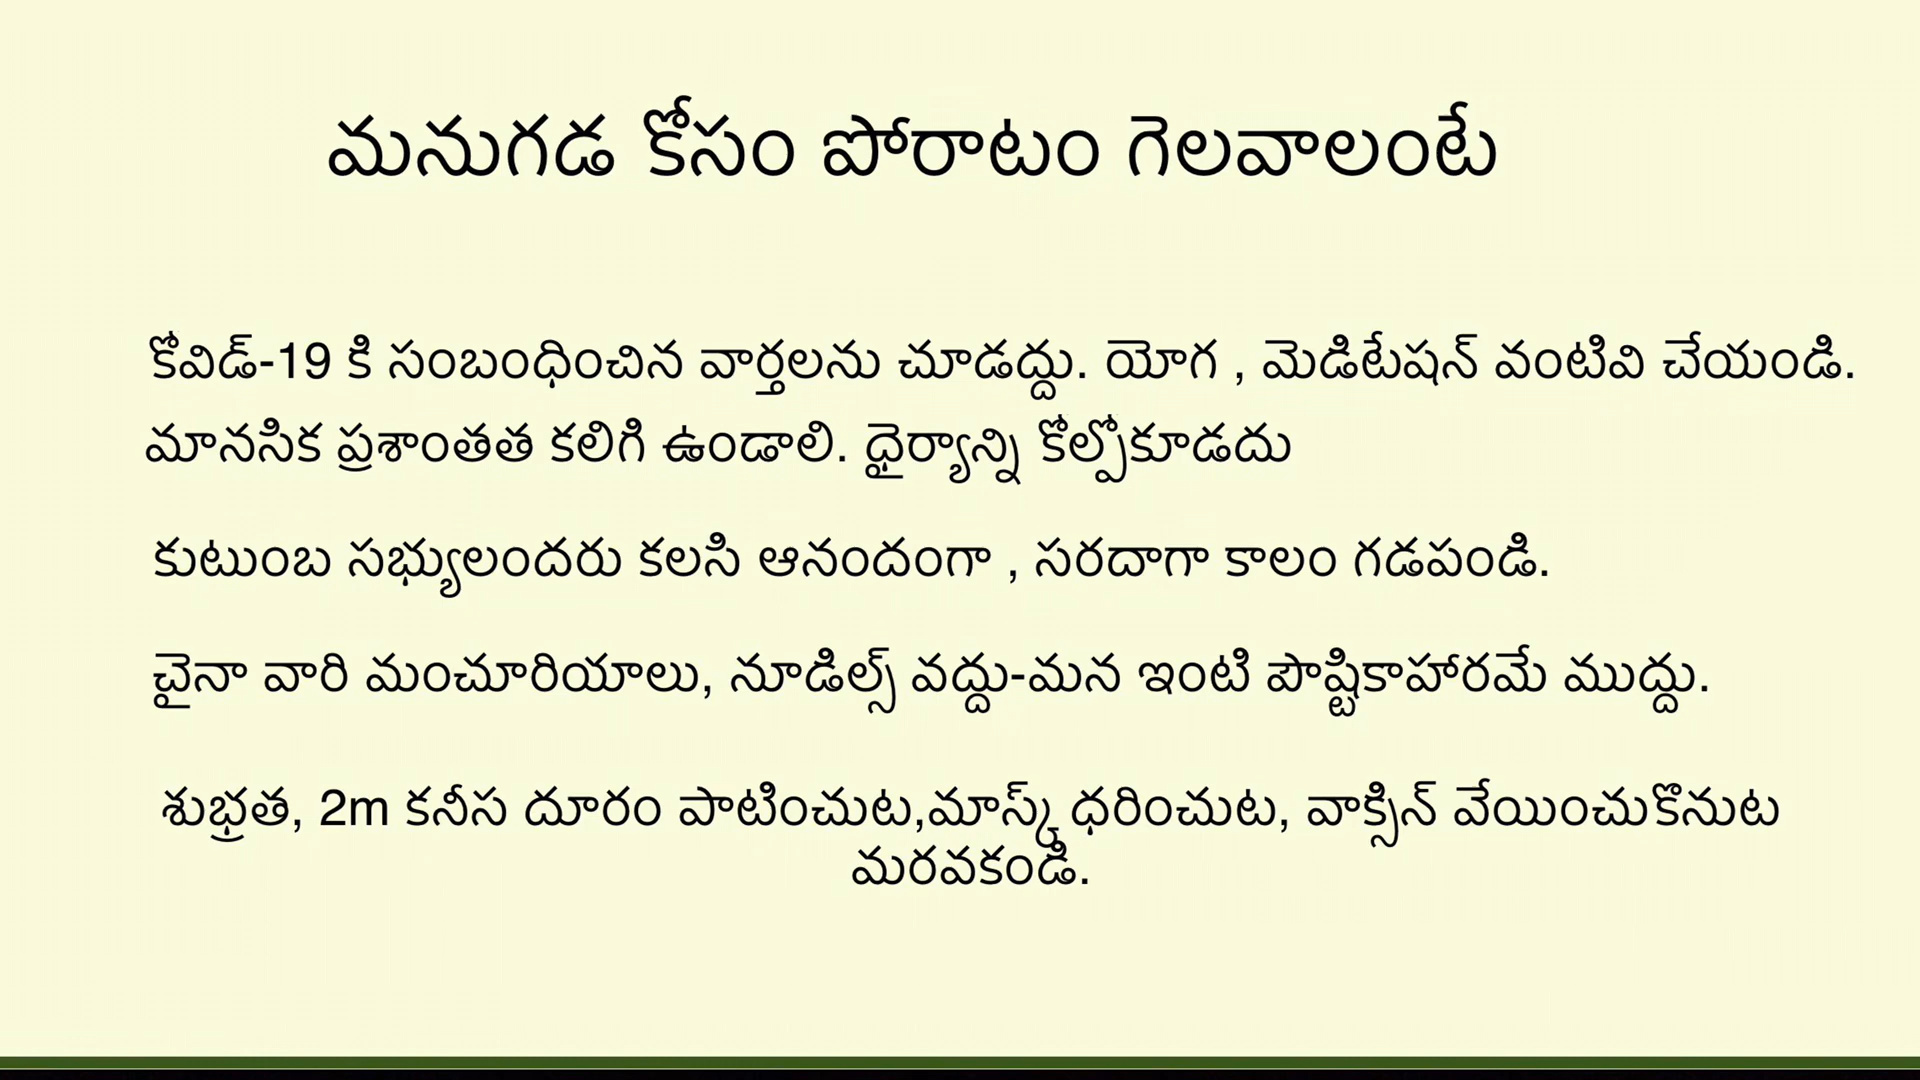 మనుగడ కోసం పోరాటం గెలవాలంటే
కోవిడ్-19 కి సంబంధించిన వార్తలను చూడద్దు. యోగ , మెడిటేషన్ వంటివి చేయండి.
మానసిక ప్రశాంతత కలిగి ఉండాలి. ధైర్యాన్ని కోల్పోకూడదు
కుటుంబ సభ్యులందరు కలసి ఆనందంగా , సరదాగా కాలం గడపండి.
చైనా వారి మంచూరియాలు, నూడిల్స్ వద్దు-మన ఇంటి పౌష్టికాహారమే ముద్దు.
శుభ్రత, 2m కనీస దూరం పాటించుట,మాస్క్ ధరించుట, వాక్సిన్ వేయించుకొనుట
మరవకండి.